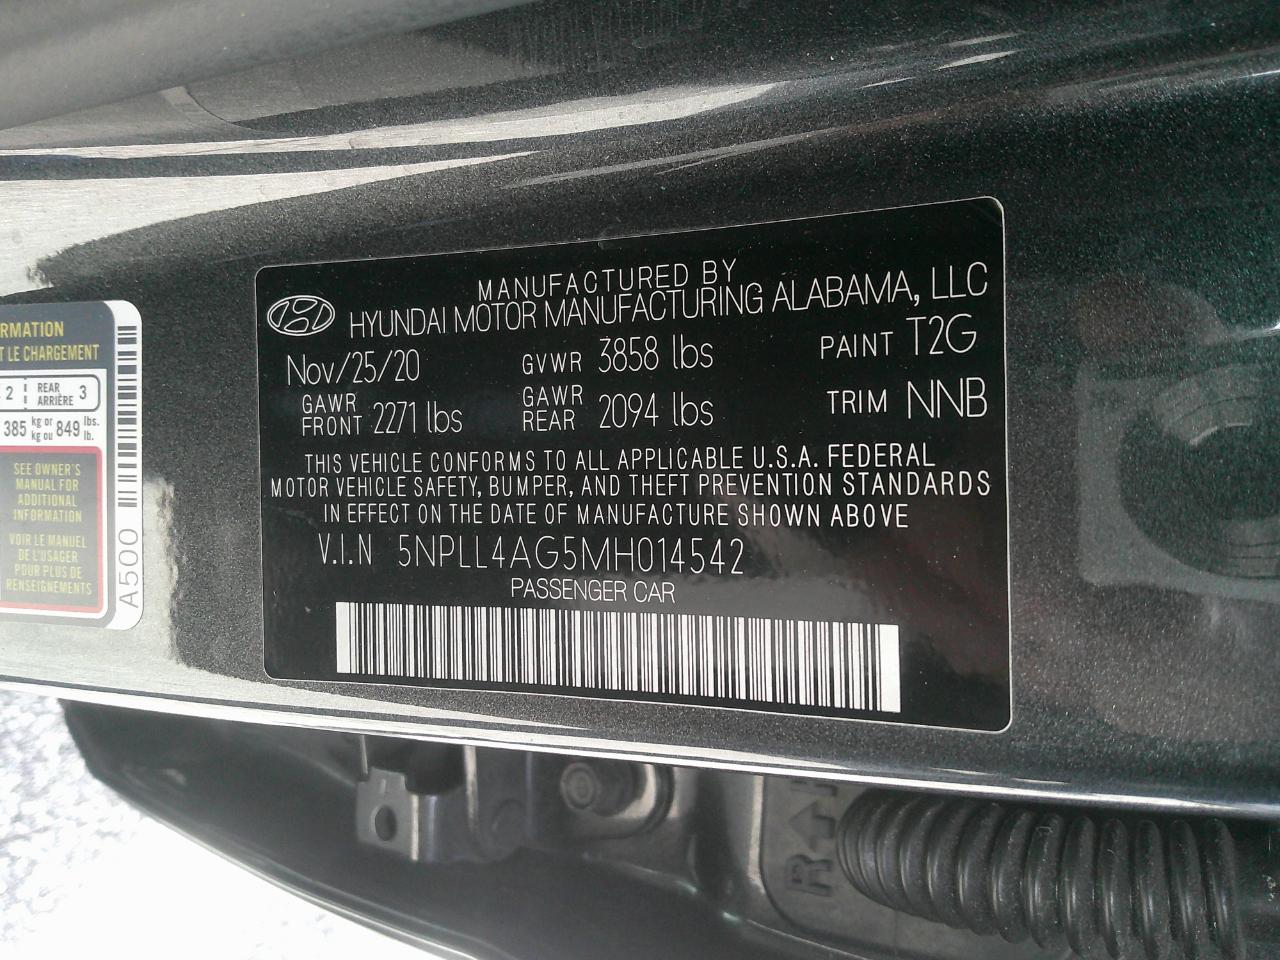 RMATION
T LE CHARGEMENT
2 REAR ARRIÈRE 3
385 kg or kg ou 849 lbs. lb.
SEE OWNER'S
MANUAL FOR
ADDITIONAL
INFORMATION
VOIR LE MANUEL
DE L'USAGER
POUR PLUS DE
RENSEIGNEMENTS
A500
MANUFACTURED BY
HYUNDAI MOTOR MANUFACTURING ALABAMA, LLC
Nov/25/20 GVWR 3858 lbs PAINT T2G
GAWR FRONT 2271 lbs GAWR REAR 2094 lbs TRIM NNB
THIS VEHICLE CONFORMS TO ALL APPLICABLE U.S.A. FEDERAL
MOTOR VEHICLE SAFETY, BUMPER, AND THEFT PREVENTION STANDARDS
IN EFFECT ON THE DATE OF MANUFACTURE SHOWN ABOVE
V.I.N 5NPLL4AG5MH014542
PASSENGER CAR